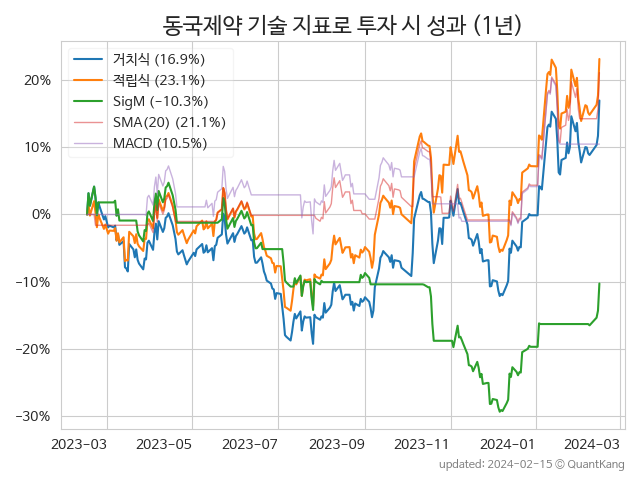 동국제약 기술 지표로 투자 시 성과 (1년)
거치식 (16.9%)
적립식 (23.1%)
SigM (−10.3%)
SMA(20) (21.1%)
MACD (10.5%)
20%
10%
0%
−10%
−20%
−30%
2023-03
2023-05
2023-07
2023-09
2023-11
2024-01
2024-03
updated: 2024-02-15 © QuantKang